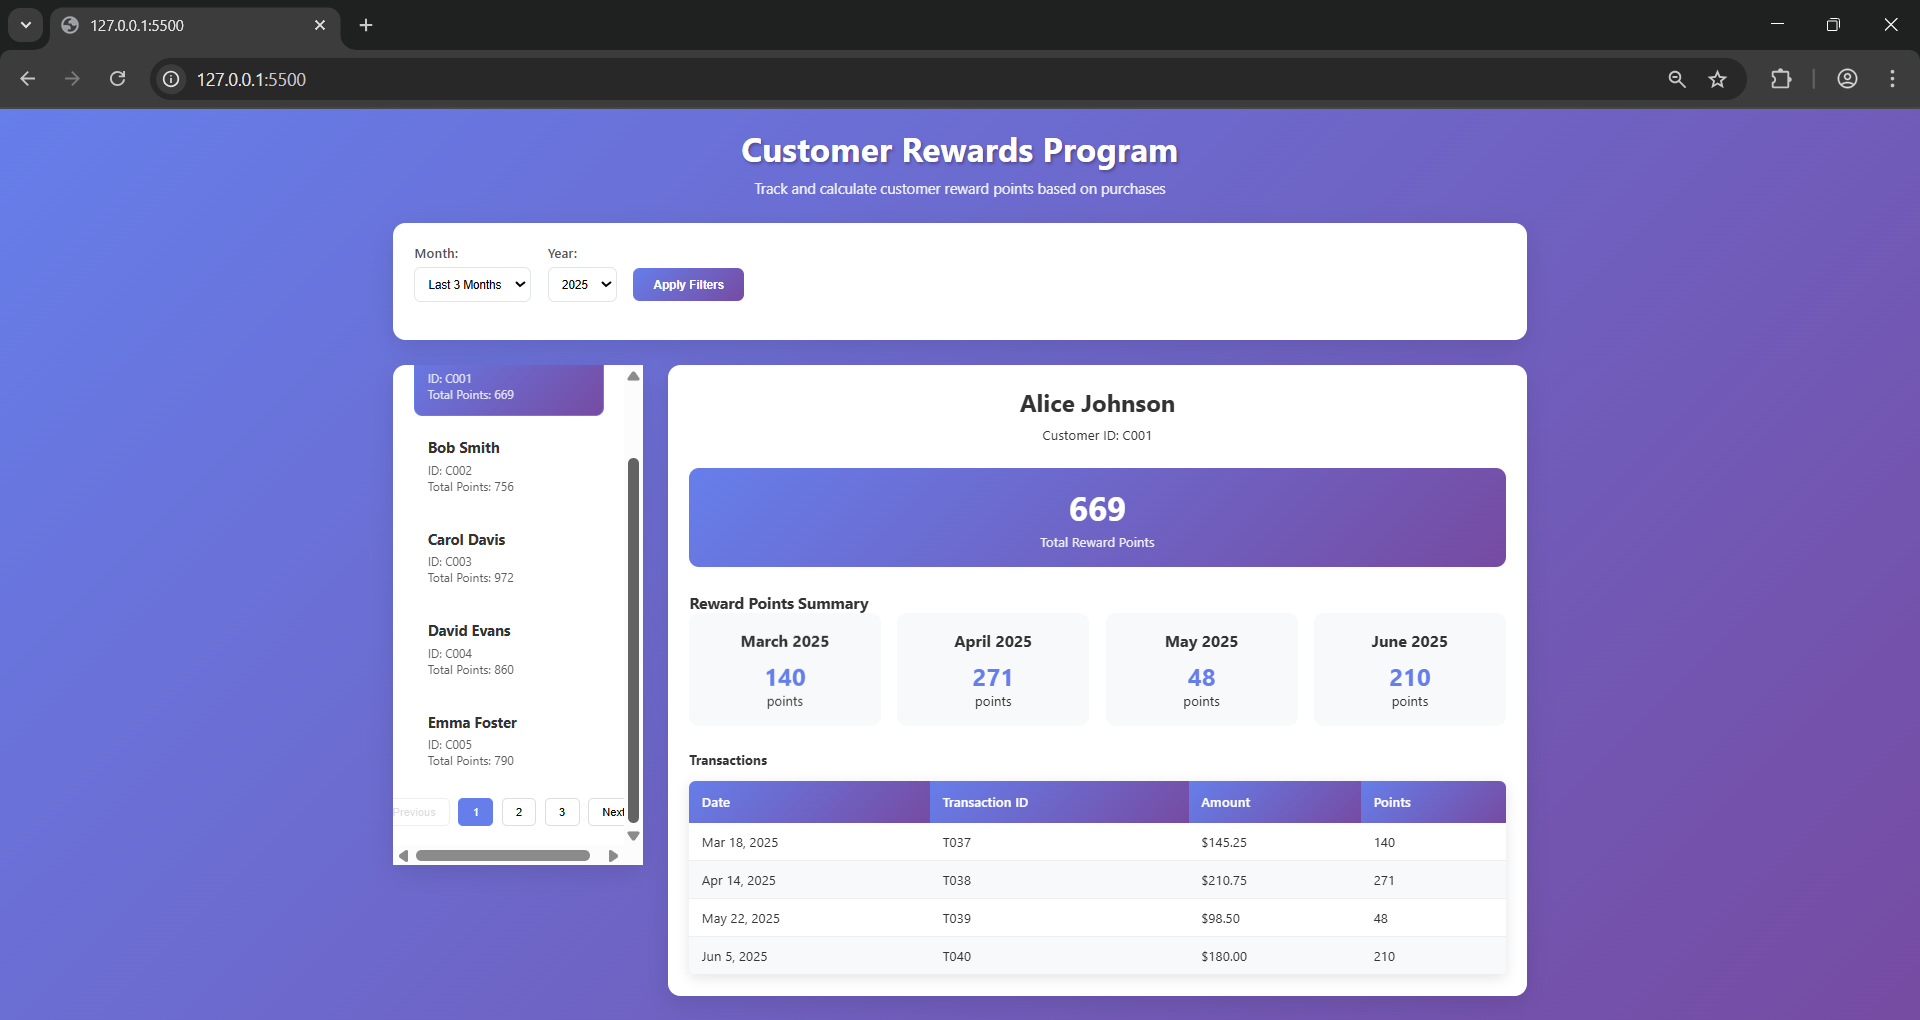 127.0.0.1:5500
127.0.0.1:5500
Customer Rewards Program
Track and calculate customer reward points based on purchases
Month: Year:
Last 3 Months 2025 Apply Filters
ID: C001
Total Points: 669
Bob Smith
ID: C002
Total Points: 756
Carol Davis
ID: C003
Total Points: 972
David Evans
ID: C004
Total Points: 860
Emma Foster
ID: C005
Total Points: 790
Previous 1 2 3 Next
Alice Johnson
Customer ID: C001
669
Total Reward Points
Reward Points Summary
March 2025 April 2025 May 2025 June 2025
140 271 48 210
points points points points
Transactions
Date Transaction ID Amount Points
Mar 18, 2025 T037 $145.25 140
Apr 14, 2025 T038 $210.75 271
May 22, 2025 T039 $98.50 48
Jun 5, 2025 T040 $180.00 210